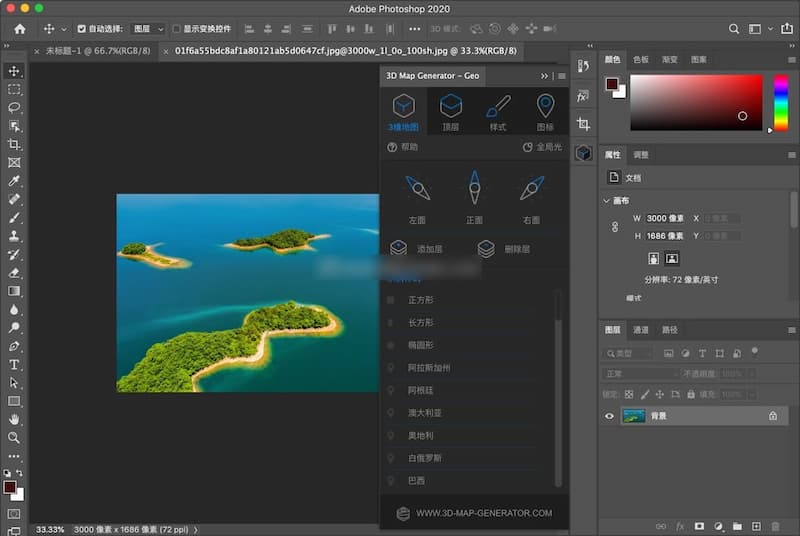 Adobe Photoshop 2020
自动选择: 图层 显示变换控件 3D 模式:
× 未标题-1 @ 66.7%(RGB/8) × 01f6a55bdc8af1a80121ab5d0647cf.jpg@3000w_1l_0o_100sh.jpg @ 33.3%(RGB/8)
3D Map Generator – Geo
3维地图 顶层 样式 图标
帮助 全局光
左面 正面 右面
添加层 删除层
正方形
长方形
椭圆形
阿拉斯加州
阿根廷
澳大利亚
奥地利
白俄罗斯
巴西
WWW.3D-MAP-GENERATOR.COM
颜色 色板 渐变 图案
属性 调整
文档
画布
W 3000 像素 X 0 像素
H 1686 像素 Y 0 像素
分辨率: 72 像素/英寸
模式
图层 通道 路径
类型
正常 不透明度: 100%
锁定: 填充: 100%
背景
fx
33.33% 3000 像素 x 1686 像素 (72 ppi)